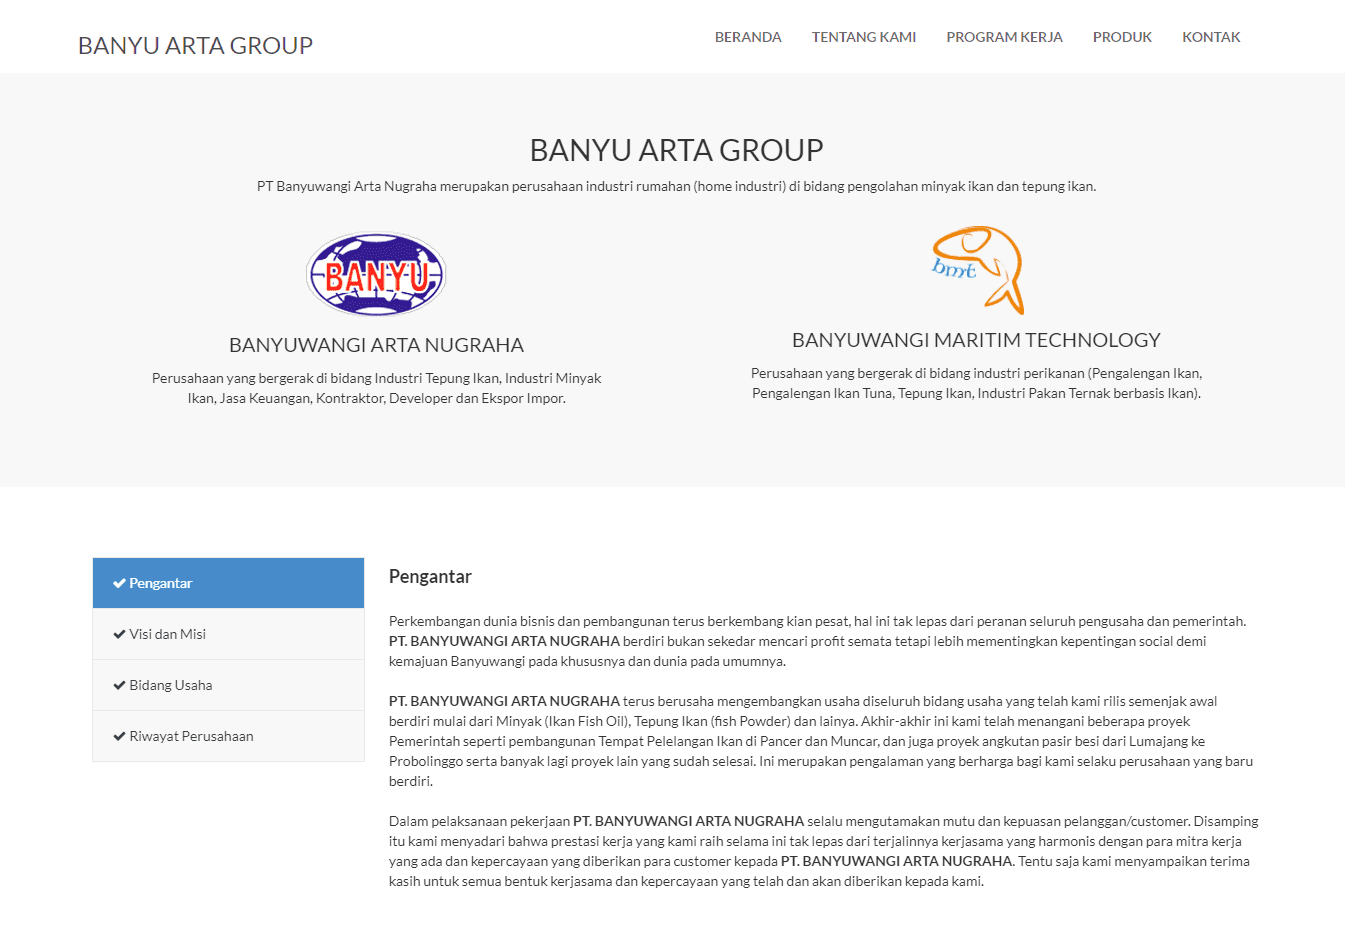 BANYU ARTA GROUP
BERANDA TENTANG KAMI PROGRAM KERJA PRODUK KONTAK
BANYU ARTA GROUP
PT Banyuwangi Arta Nugraha merupakan perusahaan industri rumahan (home industri) di bidang pengolahan minyak ikan dan tepung ikan.
BANYU
BANYUWANGI ARTA NUGRAHA
Perusahaan yang bergerak di bidang Industri Tepung Ikan, Industri Minyak
Ikan, Jasa Keuangan, Kontraktor, Developer dan Ekspor Impor.
bmt
BANYUWANGI MARITIM TECHNOLOGY
Perusahaan yang bergerak di bidang industri perikanan (Pengalengan Ikan,
Pengalengan Ikan Tuna, Tepung Ikan, Industri Pakan Ternak berbasis Ikan).
Pengantar
Visi dan Misi
Bidang Usaha
Riwayat Perusahaan
Pengantar
Perkembangan dunia bisnis dan pembangunan terus berkembang kian pesat, hal ini tak lepas dari peranan seluruh pengusaha dan pemerintah.
PT. BANYUWANGI ARTA NUGRAHA berdiri bukan sekedar mencari profit semata tetapi lebih mementingkan kepentingan social demi
kemajuan Banyuwangi pada khususnya dan dunia pada umumnya.
PT. BANYUWANGI ARTA NUGRAHA terus berusaha mengembangkan usaha diseluruh bidang usaha yang telah kami rilis semenjak awal
berdiri mulai dari Minyak (Ikan Fish Oil), Tepung Ikan (fish Powder) dan lainya. Akhir-akhir ini kami telah menangani beberapa proyek
Pemerintah seperti pembangunan Tempat Pelelangan Ikan di Pancer dan Muncar, dan juga proyek angkutan pasir besi dari Lumajang ke
Probolinggo serta banyak lagi proyek lain yang sudah selesai. Ini merupakan pengalaman yang berharga bagi kami selaku perusahaan yang baru
berdiri.
Dalam pelaksanaan pekerjaan PT. BANYUWANGI ARTA NUGRAHA selalu mengutamakan mutu dan kepuasan pelanggan/customer. Disamping
itu kami menyadari bahwa prestasi kerja yang kami raih selama ini tak lepas dari terjalinnya kerjasama yang harmonis dengan para mitra kerja
yang ada dan kepercayaan yang diberikan para customer kepada PT. BANYUWANGI ARTA NUGRAHA. Tentu saja kami menyampaikan terima
kasih untuk semua bentuk kerjasama dan kepercayaan yang telah dan akan diberikan kepada kami.